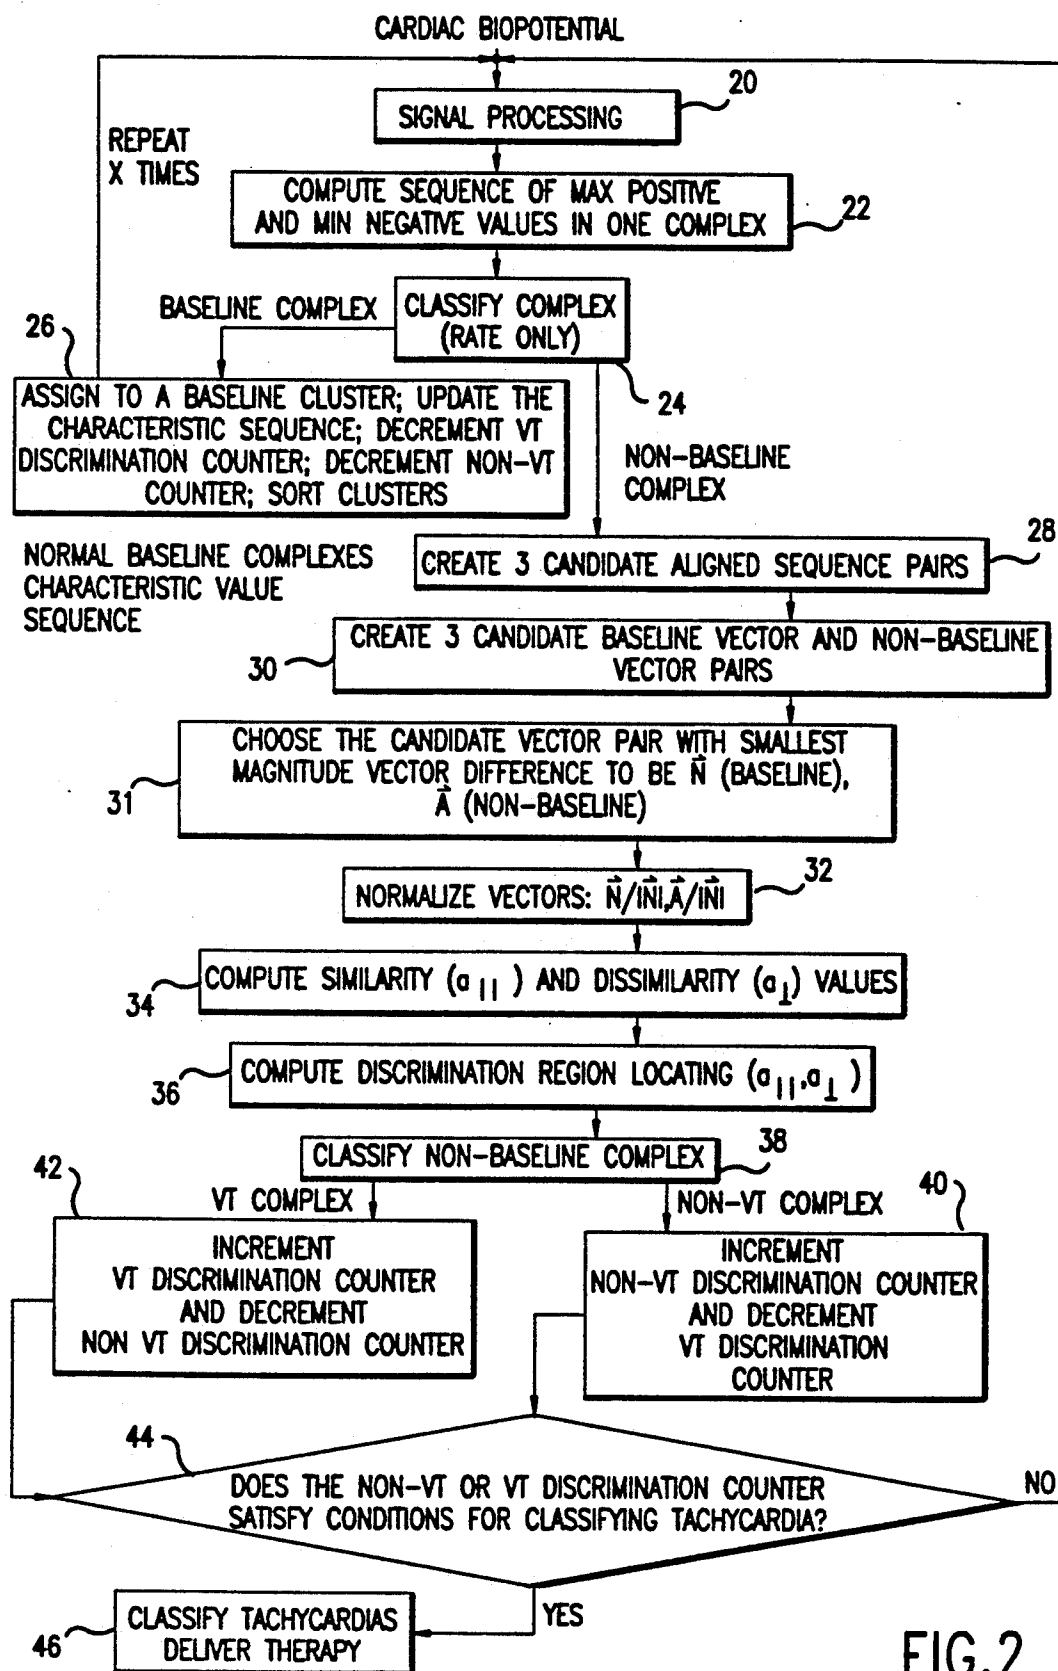 CARDIAC BIOPOTENTIAL
20
SIGNAL PROCESSING
REPEAT
X TIMES
COMPUTE SEQUENCE OF MAX POSITIVE
AND MIN NEGATIVE VALUES IN ONE COMPLEX
22
BASELINE COMPLEX
CLASSIFY COMPLEX
(RATE ONLY)
24
26
ASSIGN TO A BASELINE CLUSTER; UPDATE THE
CHARACTERISTIC SEQUENCE; DECREMENT VT
DISCRIMINATION COUNTER; DECREMENT NON-VT
COUNTER; SORT CLUSTERS
NON-BASELINE
COMPLEX
NORMAL BASELINE COMPLEXES
CHARACTERISTIC VALUE
SEQUENCE
28
CREATE 3 CANDIDATE ALIGNED SEQUENCE PAIRS
CREATE 3 CANDIDATE BASELINE VECTOR AND NON-BASELINE
VECTOR PAIRS
30
CHOOSE THE CANDIDATE VECTOR PAIR WITH SMALLEST
MAGNITUDE VECTOR DIFFERENCE TO BE N⃗ (BASELINE),
A⃗ (NON-BASELINE)
31
32
NORMALIZE VECTORS: N⃗/|N⃗|,A⃗/|N⃗|
COMPUTE SIMILARITY (a||) AND DISSIMILARITY (a⊥) VALUES
34
COMPUTE DISCRIMINATION REGION LOCATING (a||,a⊥)
36
CLASSIFY NON-BASELINE COMPLEX
38
42
VT COMPLEX
NON-VT COMPLEX
40
INCREMENT
VT DISCRIMINATION COUNTER
AND DECREMENT
NON VT DISCRIMINATION COUNTER
INCREMENT
NON-VT DISCRIMINATION COUNTER
AND DECREMENT
VT DISCRIMINATION
COUNTER
44
DOES THE NON-VT OR VT DISCRIMINATION COUNTER
SATISFY CONDITIONS FOR CLASSIFYING TACHYCARDIA?
NO
YES
CLASSIFY TACHYCARDIAS
DELIVER THERAPY
46
FIG.2